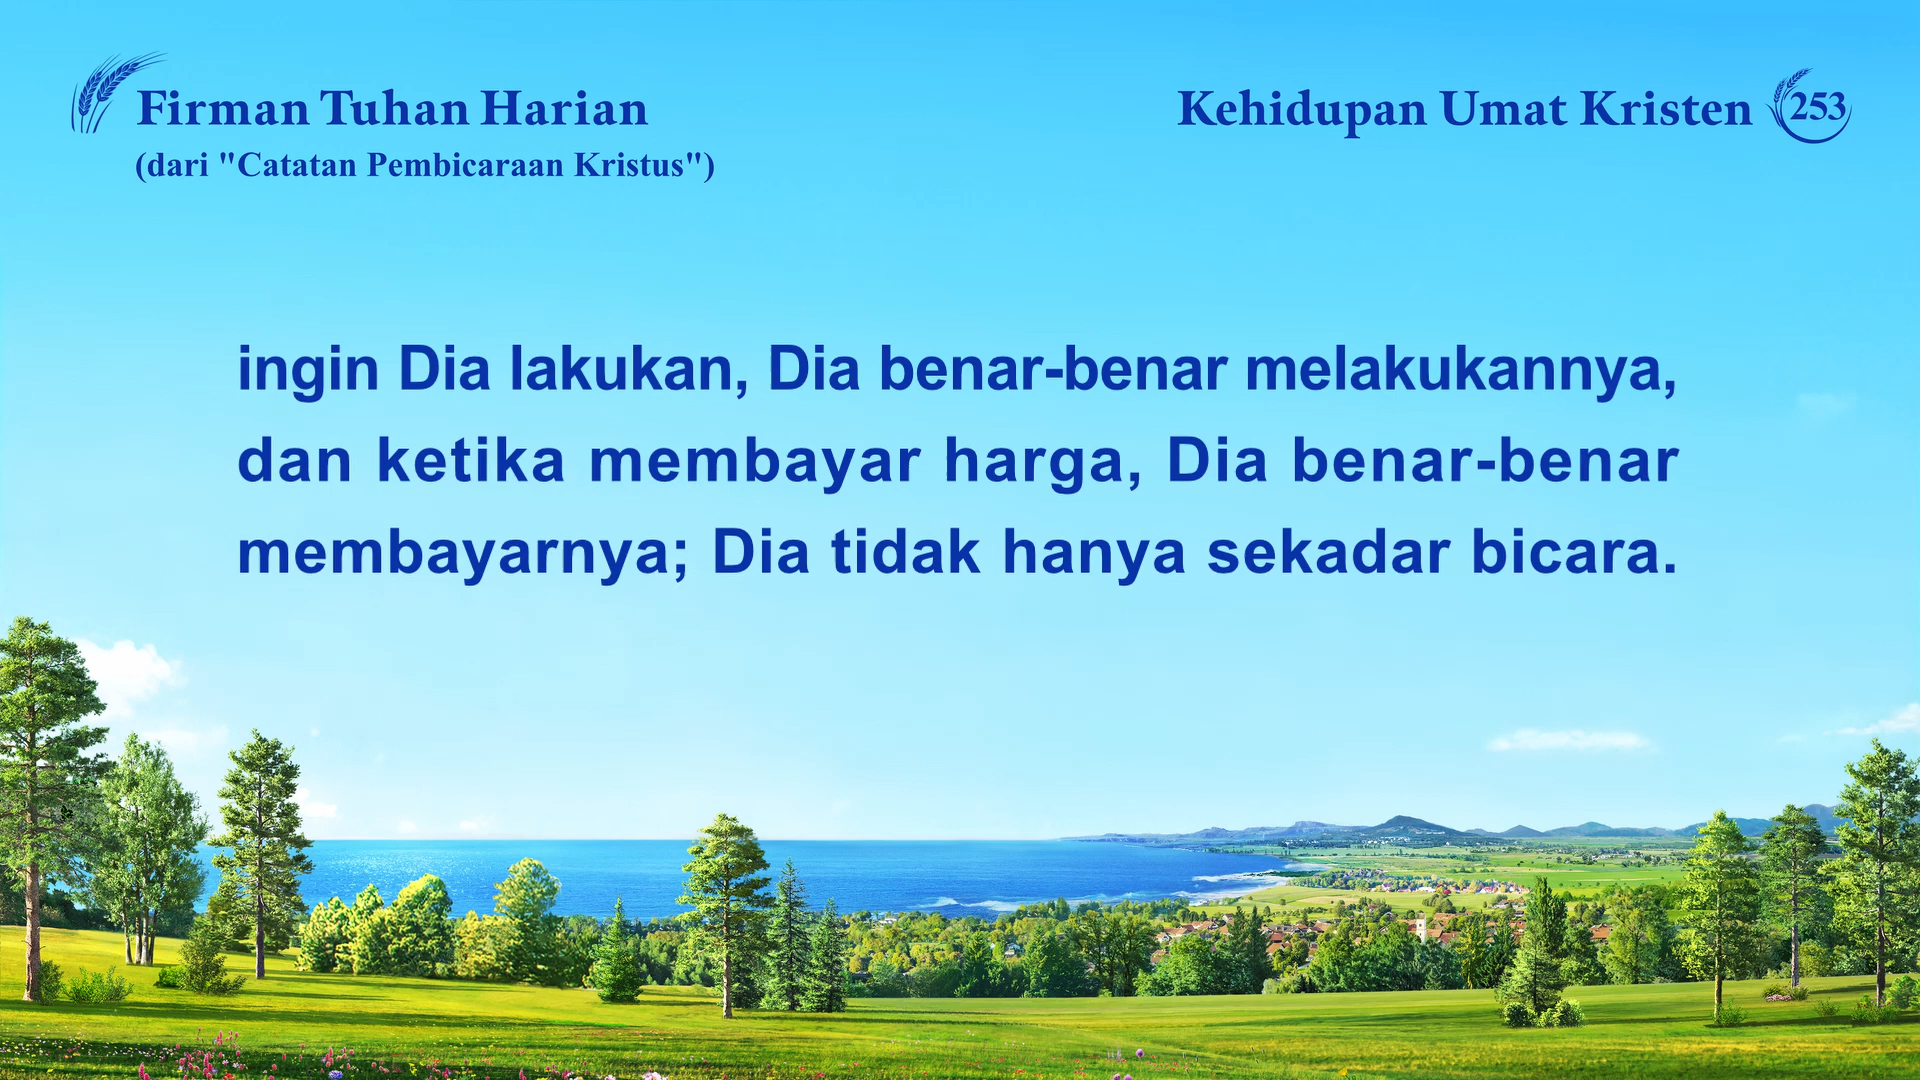 Firman Tuhan Harian
(dari "Catatan Pembicaraan Kristus")
Kehidupan Umat Kristen 253
ingin Dia lakukan, Dia benar-benar melakukannya,
dan ketika membayar harga, Dia benar-benar
membayarnya; Dia tidak hanya sekadar bicara.